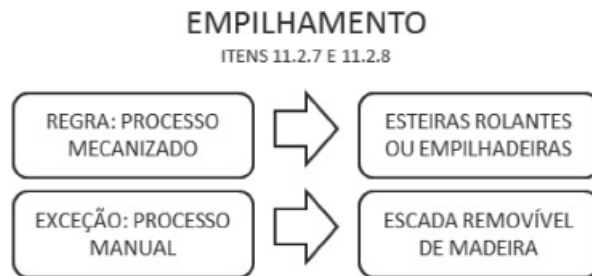 EMPILHAMENTO
ITENS 11.2.7 E 11.2.8
REGRA: PROCESSO
MECANIZADO
ESTEIRAS ROLANTES
OU EMPILHADEIRAS
EXCEÇÃO: PROCESSO
MANUAL
ESCADA REMOVÍVEL
DE MADEIRA